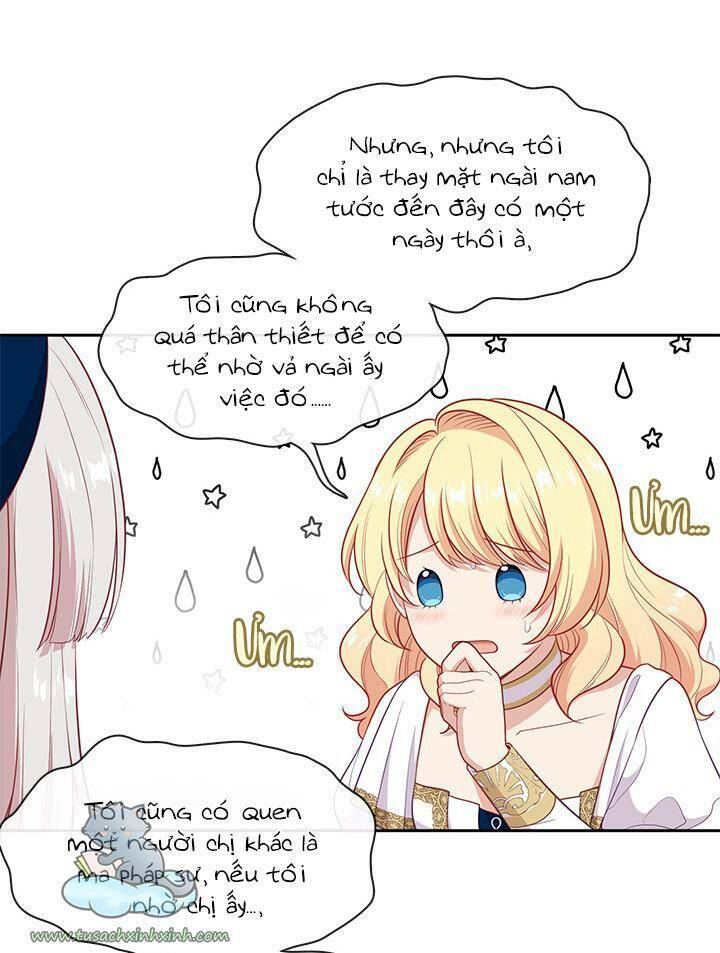 Nhưng, nhưng tôi
chỉ là thay mặt ngài nam
tước đến đây có một
ngày thôi à,
Tôi cũng không
quá thân thiết để có
thể nhờ vả ngài ấy
việc đó......
Ưm...
Ưm...
Tôi cũng có quen
một người chị khác là
ma pháp sư, nếu tôi
nhờ chị ấy...,
www.tusachxinhxinh.com